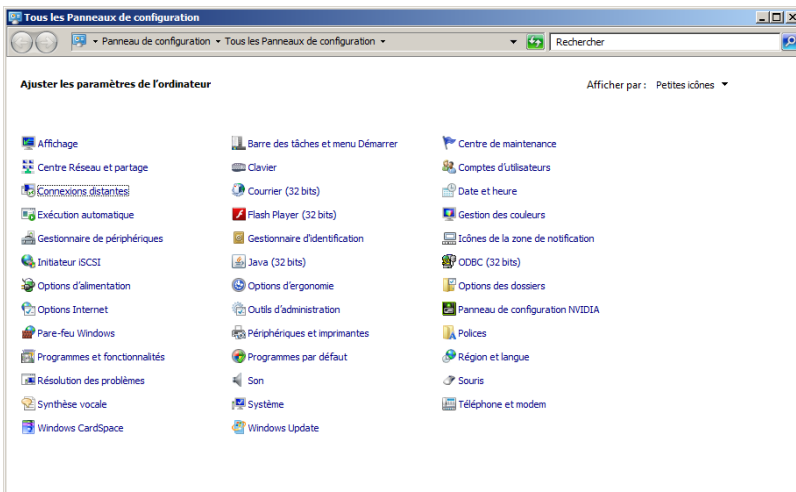 Tous les Panneaux de configuration
Panneau de configuration Tous les Panneaux de configuration Rechercher
Ajuster les paramètres de l'ordinateur Afficher par : Petites icônes
Affichage Barre des tâches et menu Démarrer Centre de maintenance
Centre Réseau et partage Clavier Comptes d'utilisateurs
Connexions distantes Courrier (32 bits) Date et heure
Exécution automatique Flash Player (32 bits) Gestion des couleurs
Gestionnaire de périphériques Gestionnaire d'identification Icônes de la zone de notification
Initiateur iSCSI Java (32 bits) ODBC (32 bits)
Options d'alimentation Options d'ergonomie Options des dossiers
Options Internet Outils d'administration Panneau de configuration NVIDIA
Pare-feu Windows Périphériques et imprimantes Polices
Programmes et fonctionnalités Programmes par défaut Région et langue
Résolution des problèmes Son Souris
Synthèse vocale Système Téléphone et modem
Windows CardSpace Windows Update